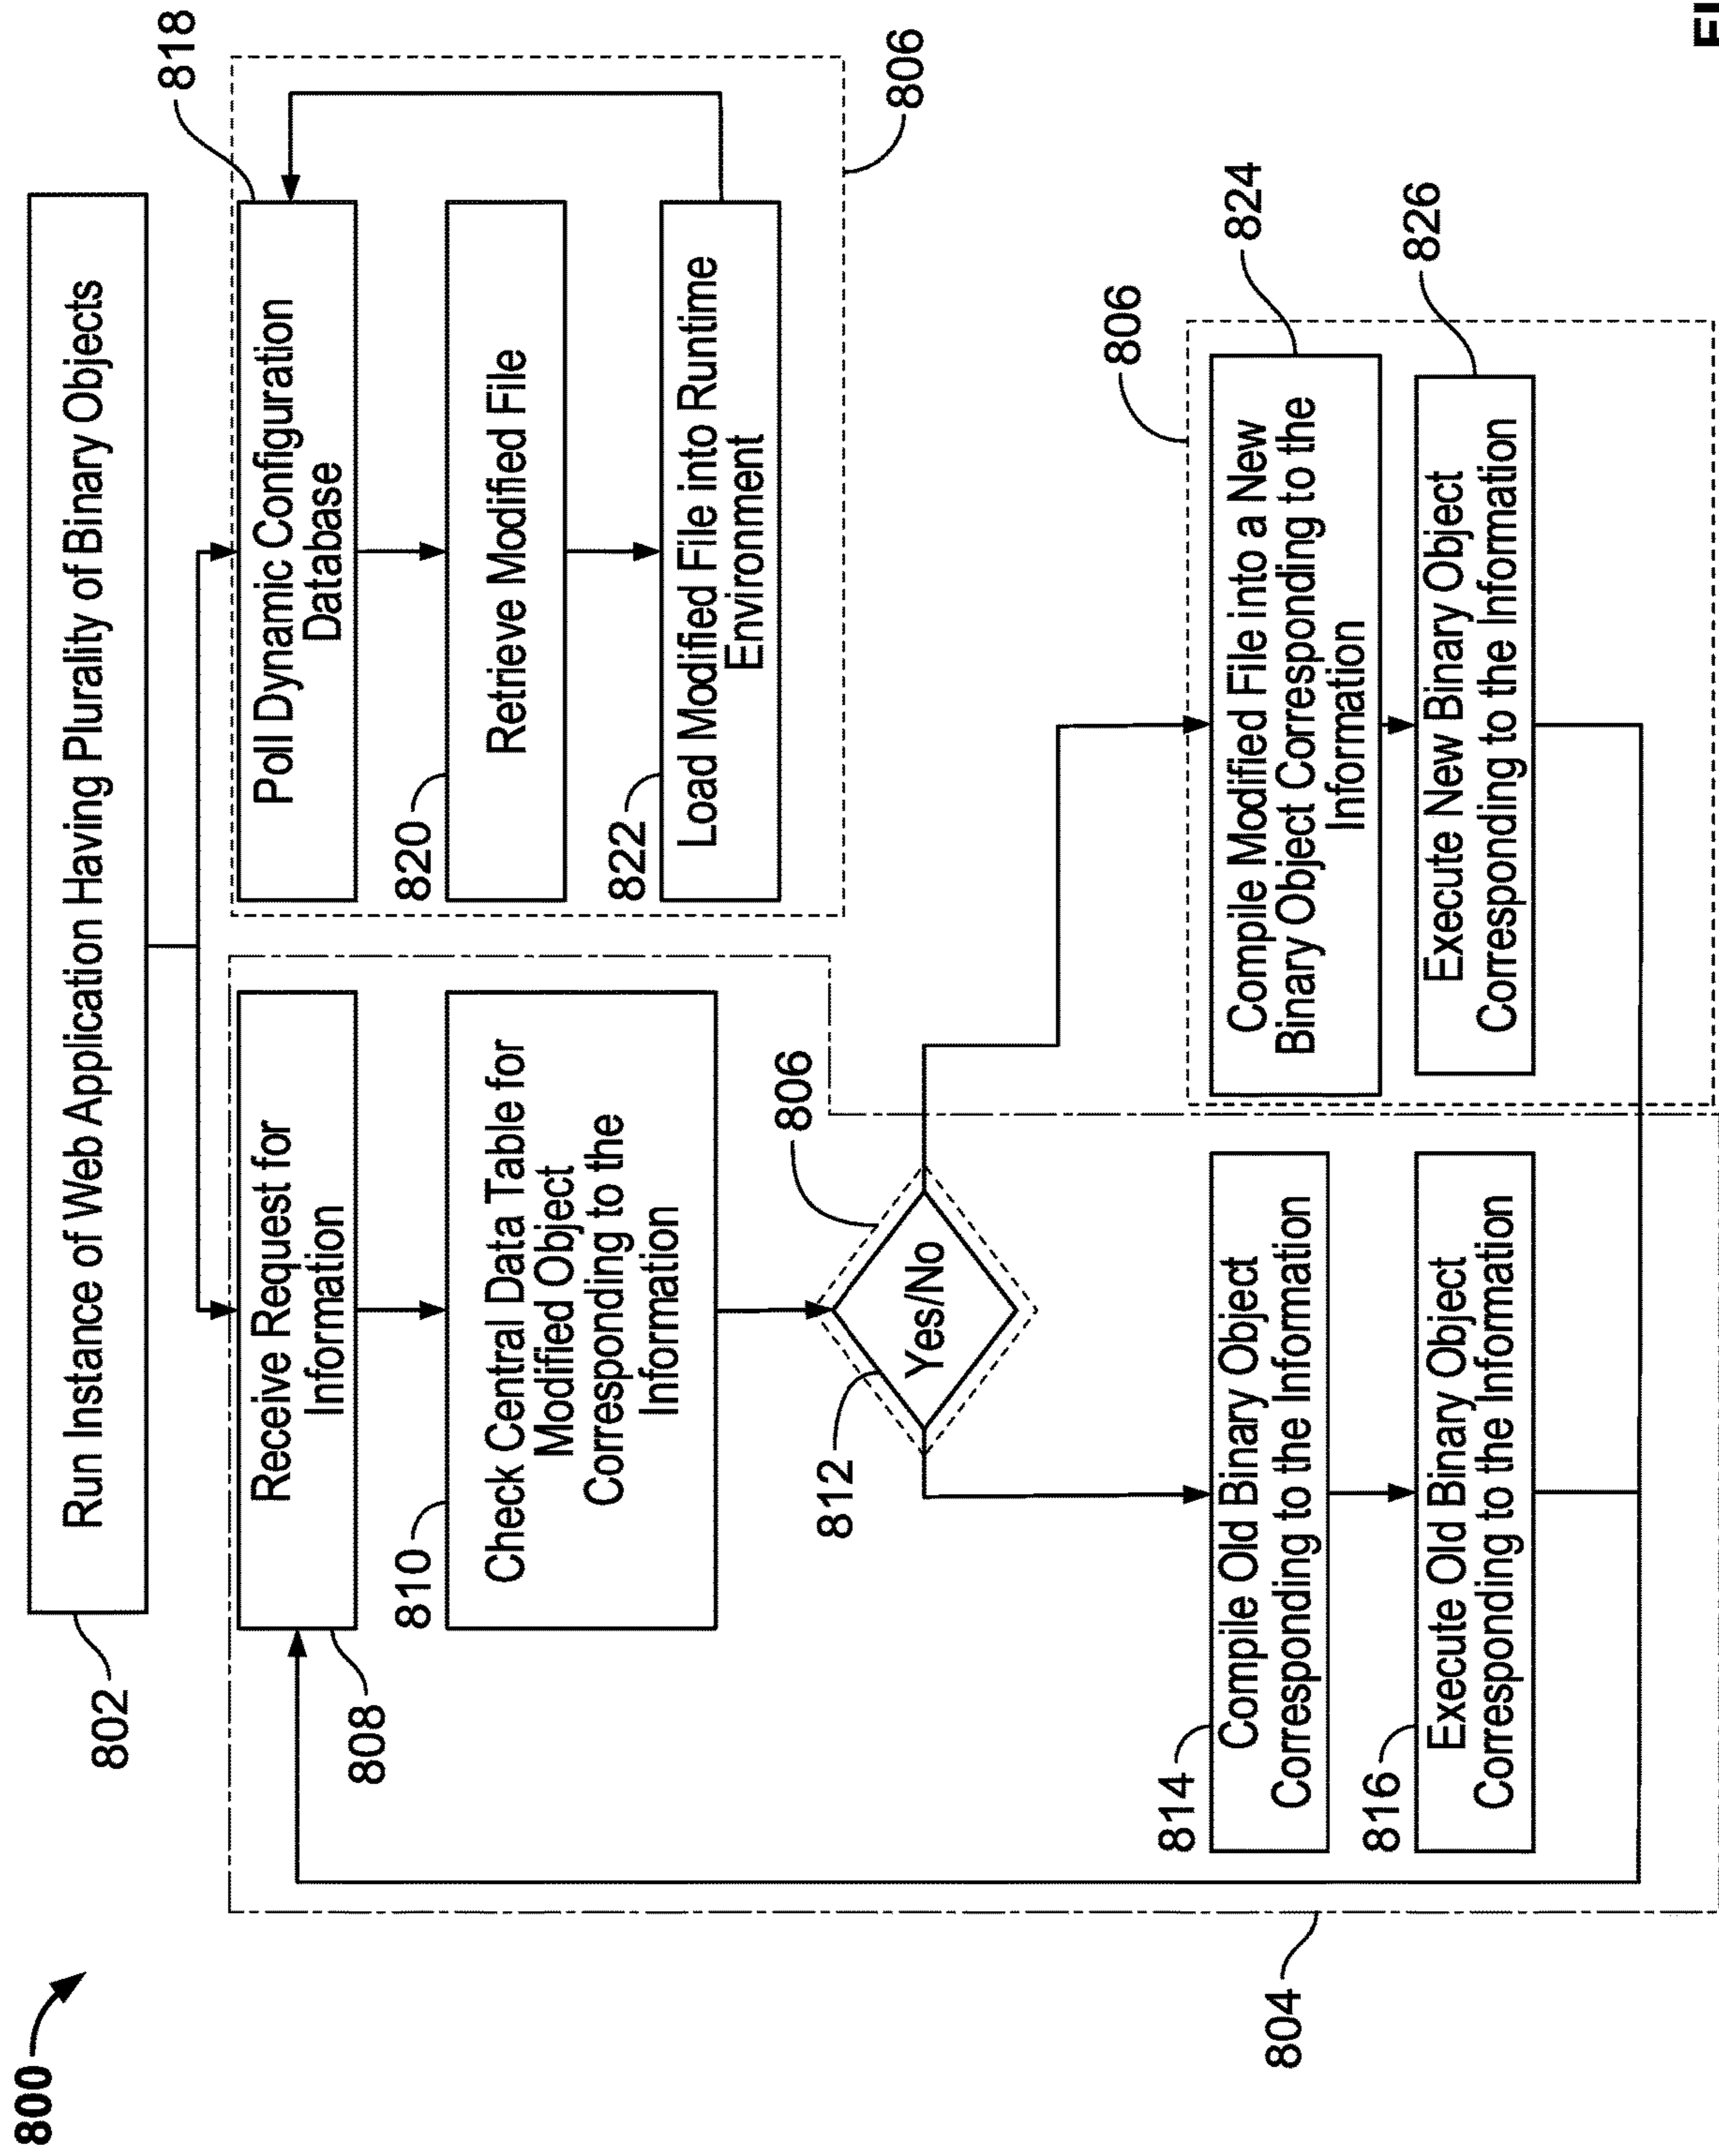 800
802
Run Instance of Web Application Having Plurality of Binary Objects
818
Receive Request for
Information
808
Poll Dynamic Configuration
Database
810
Check Central Data Table for
Modified Object
Corresponding to the
Information
820
Retrieve Modified File
822
Load Modified File into Runtime
Environment
806
812
Yes/No
806
806
814
Compile Old Binary Object
Corresponding to the Information
824
Compile Modified File into a New
Binary Object Corresponding to the
Information
816
Execute Old Binary Object
Corresponding to the Information
826
Execute New Binary Object
Corresponding to the Information
804